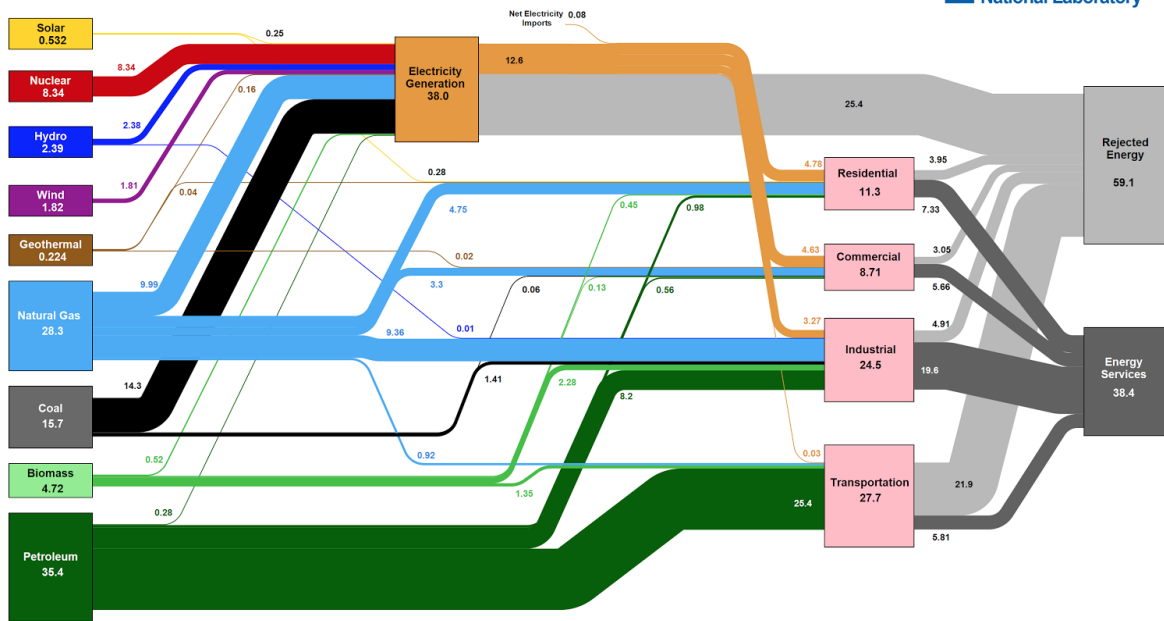 National Laboratory
Net Electricity 0.08
Imports
Solar
0.532
0.25
12.6
Electricity
Generation
38.0
Nuclear
8.34
8.34
0.16
25.4
Rejected
Energy
59.1
Hydro
2.39
2.38
Wind
1.82
1.81
0.04
0.28
4.78
Residential
11.3
3.95
7.33
4.75
0.45
0.98
Geothermal
0.224
0.02
4.63
Commercial
8.71
3.05
5.66
Natural Gas
28.3
9.99
3.3
0.06
0.13
0.56
9.36
0.01
3.27
Industrial
24.5
4.91
19.6
Energy
Services
38.4
Coal
15.7
14.3
1.41
2.28
8.2
Biomass
4.72
0.52
0.92
1.35
0.03
Transportation
27.7
21.9
5.81
25.4
Petroleum
35.4
0.28